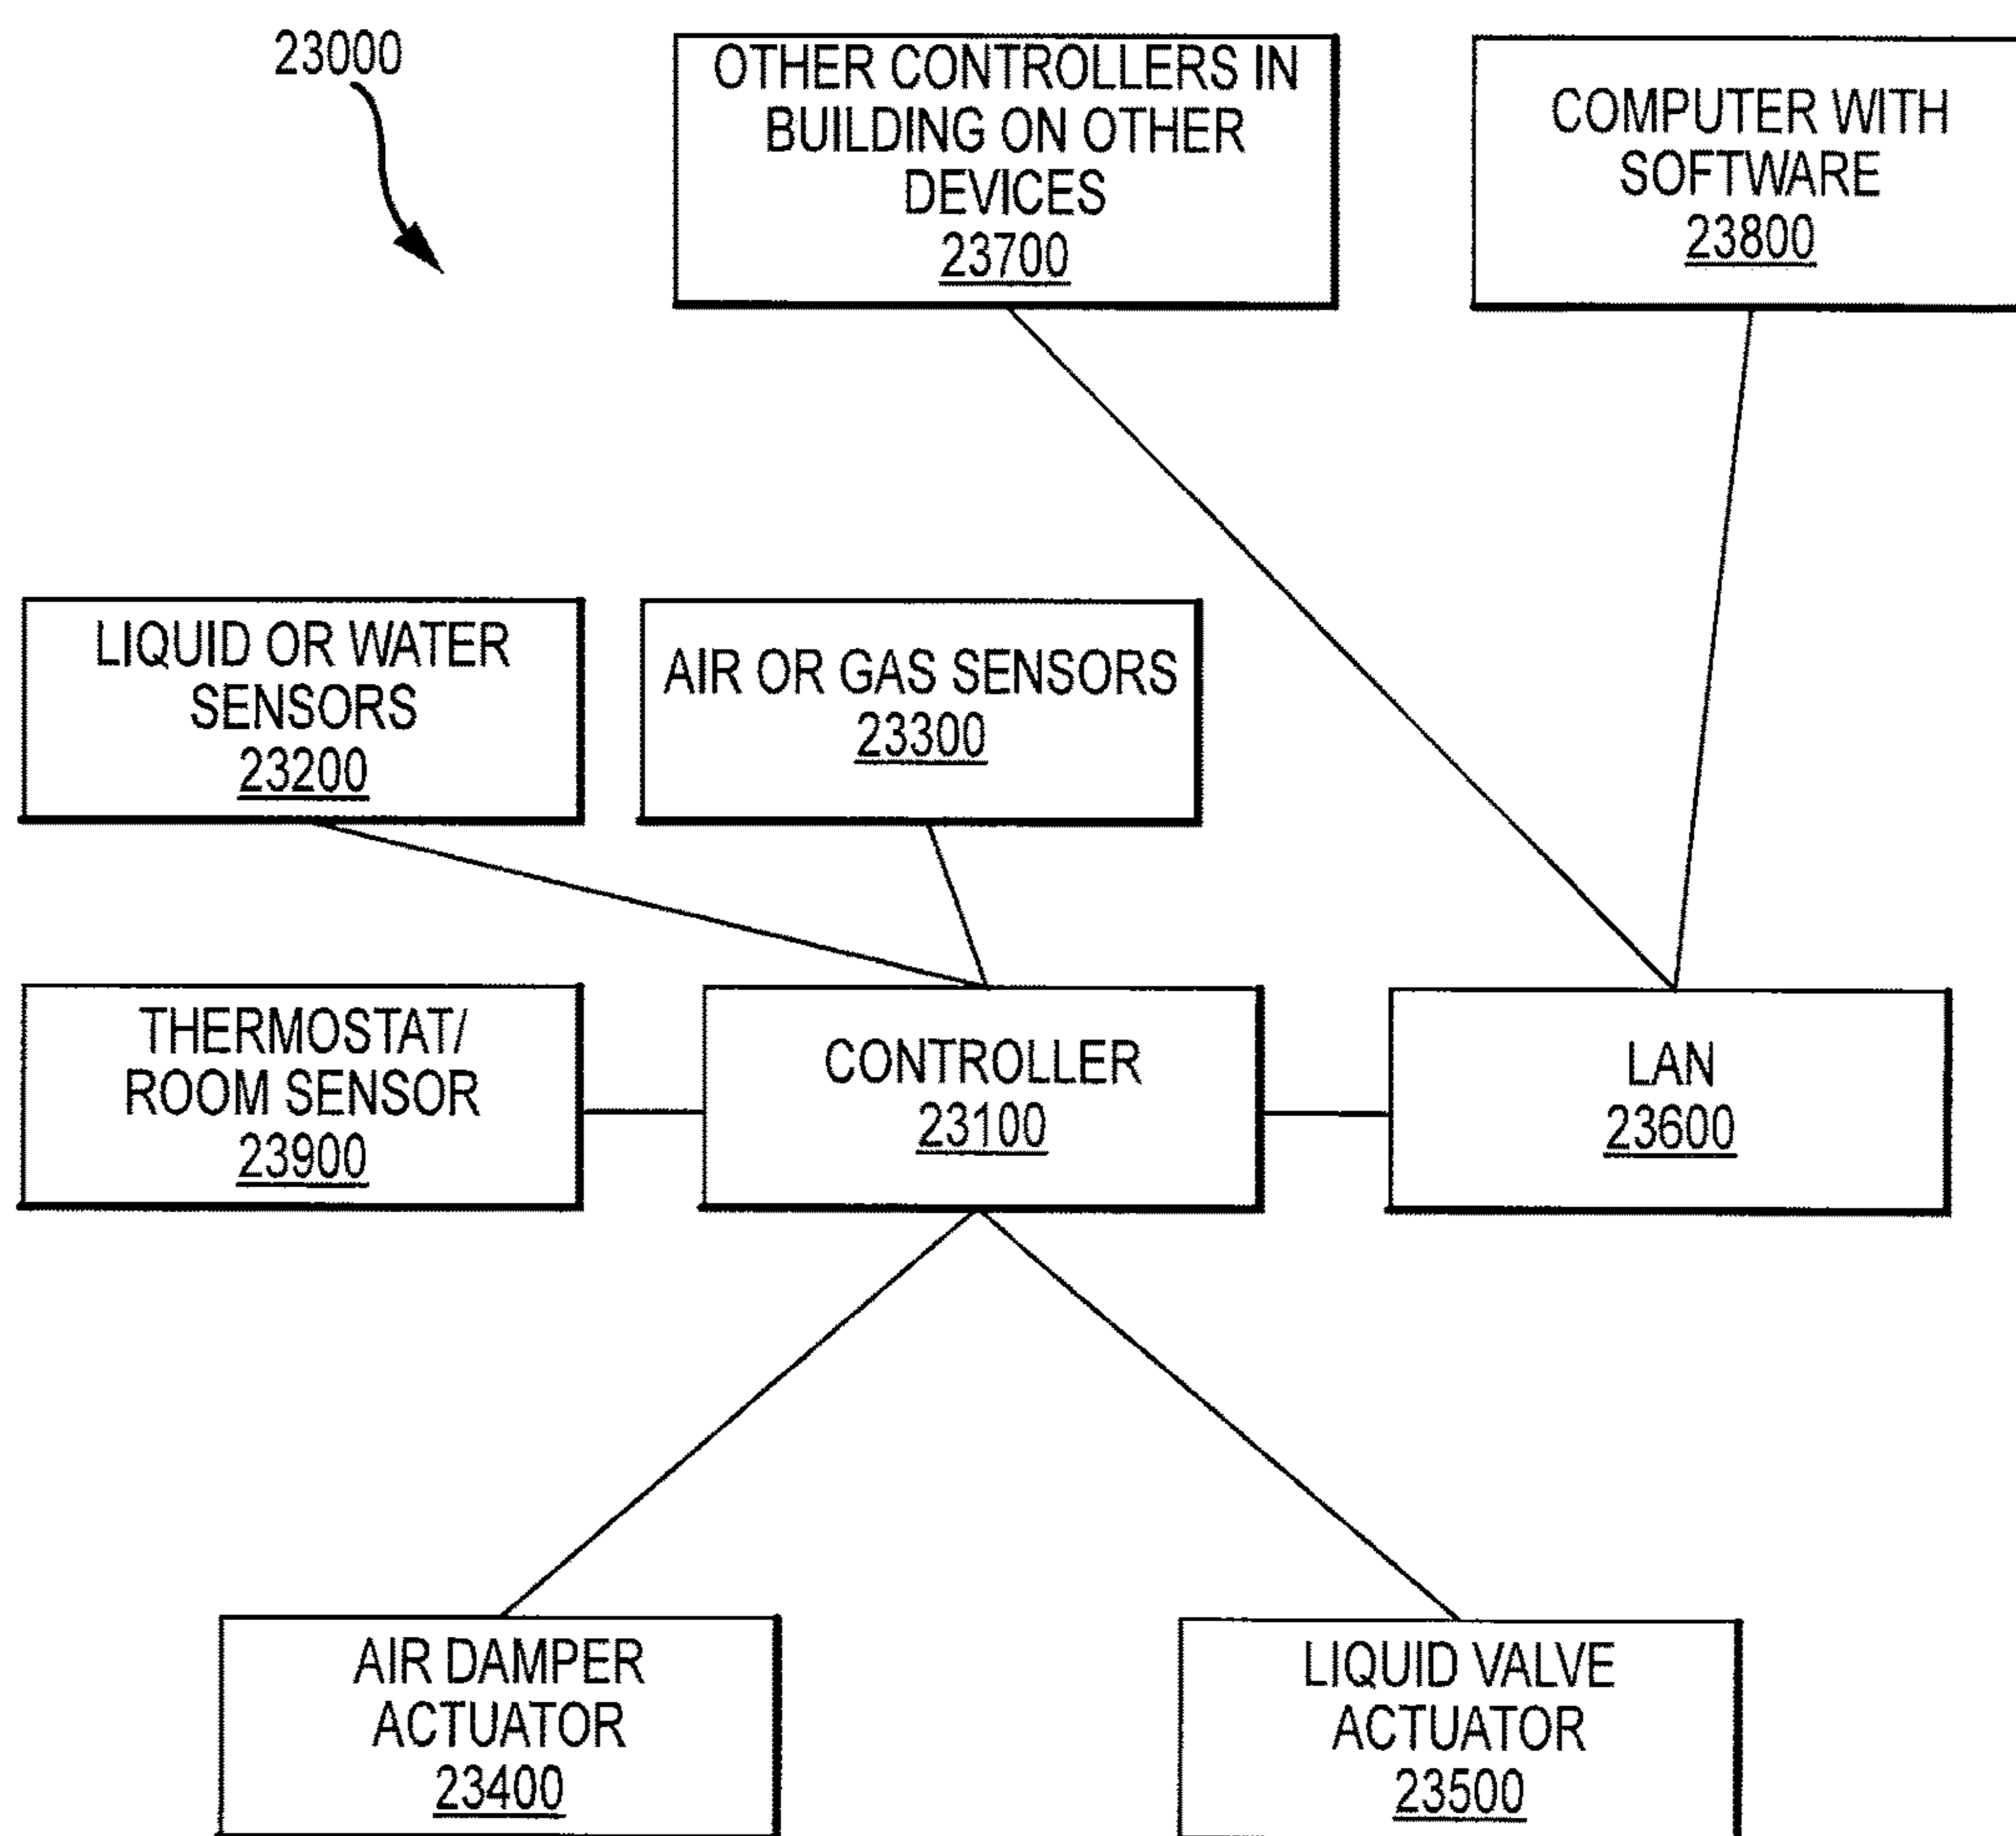 23000
OTHER CONTROLLERS IN
BUILDING ON OTHER
DEVICES
23700
COMPUTER WITH
SOFTWARE
23800
LIQUID OR WATER
SENSORS
23200
AIR OR GAS SENSORS
23300
THERMOSTAT/
ROOM SENSOR
23900
CONTROLLER
23100
LAN
23600
AIR DAMPER
ACTUATOR
23400
LIQUID VALVE
ACTUATOR
23500